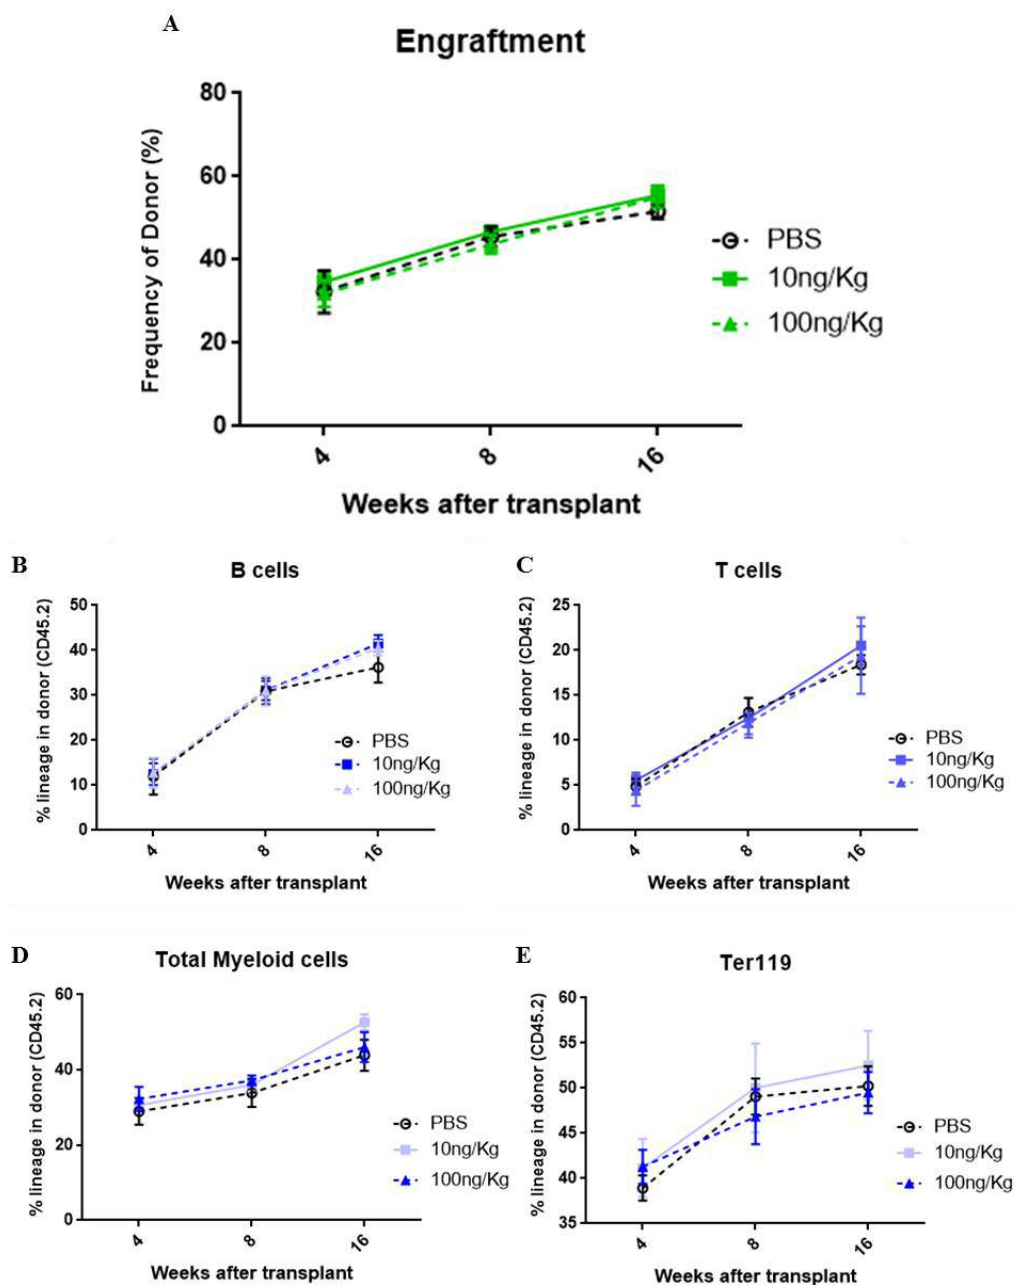 A
Engraftment
Frequency of Donor (%)
80
60
40
20
0
4
8
16
Weeks after transplant
PBS
10ng/Kg
100ng/Kg
B
B cells
% lineage in donor (CD45.2)
50
40
30
20
10
0
4
8
16
Weeks after transplant
PBS
10ng/Kg
100ng/Kg
C
T cells
% lineage in donor (CD45.2)
25
20
15
10
5
0
4
8
16
Weeks after transplant
PBS
10ng/Kg
100ng/Kg
D
Total Myeloid cells
% lineage in donor (CD45.2)
60
40
20
0
4
8
16
Weeks after transplant
PBS
10ng/Kg
100ng/Kg
E
Ter119
% lineage in donor (CD45.2)
60
55
50
45
40
35
4
8
16
Weeks after transplant
PBS
10ng/Kg
100ng/Kg